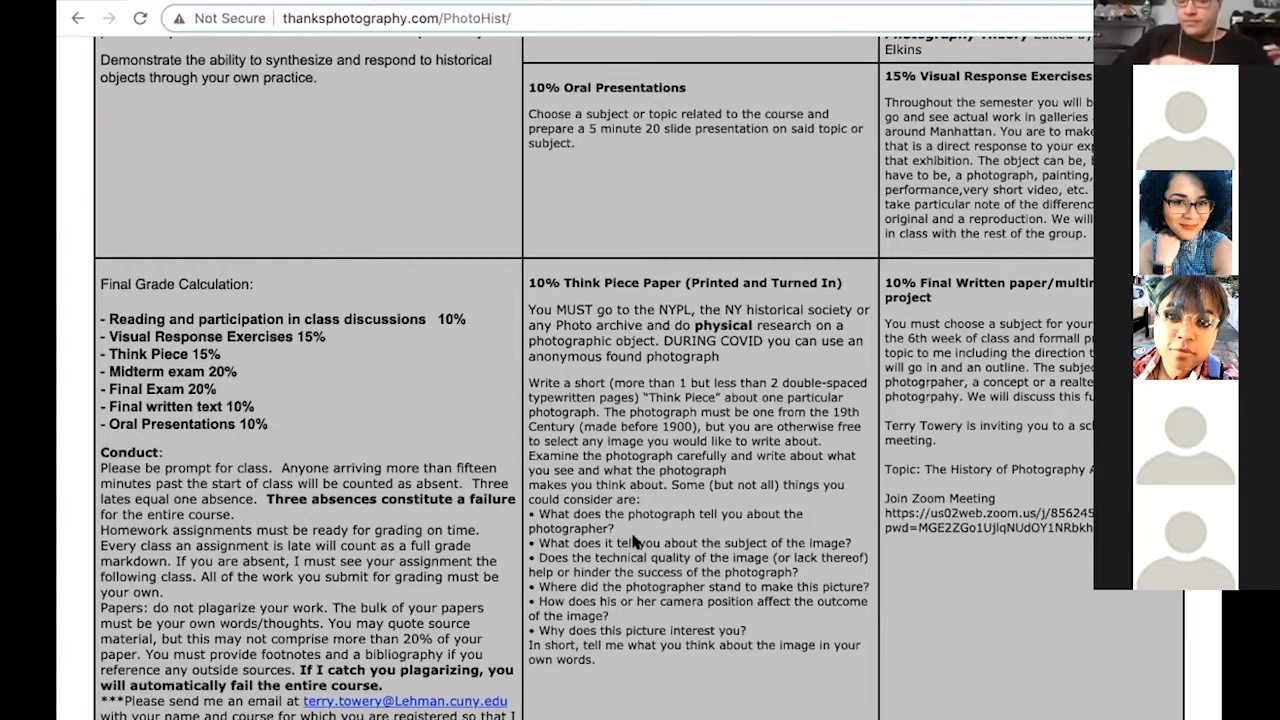 Not Secure
thanksphotography.com/PhotoHist/
Demonstrate the ability to synthesize and respond to historical
objects through your own practice.
10% Oral Presentations
Choose a subject or topic related to the course and
prepare a 5 minute 20 slide presentation on said topic or
subject.
Photography Theory Edited by
Elkins
15% Visual Response Exercises
Throughout the semester you will b
go and see actual work in galleries
around Manhattan. You are to make
that is a direct response to your exp
that exhibition. The object can be,
have to be, a photograph, painting,
performance,very short video, etc.
take particular note of the differenc
original and a reproduction. We will
in class with the rest of the group.
Final Grade Calculation:
- Reading and participation in class discussions 10%
- Visual Response Exercises 15%
- Think Piece 15%
- Midterm exam 20%
- Final Exam 20%
- Final written text 10%
- Oral Presentations 10%
Conduct:
Please be prompt for class. Anyone arriving more than fifteen
minutes past the start of class will be counted as absent. Three
lates equal one absence. Three absences constitute a failure
for the entire course.
Homework assignments must be ready for grading on time.
Every class an assignment is late will count as a full grade
markdown. If you are absent, I must see your assignment the
following class. All of the work you submit for grading must be
your own.
Papers: do not plagarize your work. The bulk of your papers
must be your own words/thoughts. You may quote source
material, but this may not comprise more than 20% of your
paper. You must provide footnotes and a bibliography if you
reference any outside sources. If I catch you plagarizing, you
will automatically fail the entire course.
***Please send me an email at terry.towery@Lehman.cuny.edu
with your name and course for which you are registered so that I
10% Think Piece Paper (Printed and Turned In)
You MUST go to the NYPL, the NY historical society or
any Photo archive and do physical research on a
photographic object. DURING COVID you can use an
anonymous found photograph
Write a short (more than 1 but less than 2 double-spaced
typewritten pages) “Think Piece” about one particular
photograph. The photograph must be one from the 19th
Century (made before 1900), but you are otherwise free
to select any image you would like to write about.
Examine the photograph carefully and write about what
you see and what the photograph
makes you think about. Some (but not all) things you
could consider are:
• What does the photograph tell you about the
photographer?
• What does it tell you about the subject of the image?
• Does the technical quality of the image (or lack thereof)
help or hinder the success of the photograph?
• Where did the photographer stand to make this picture?
• How does his or her camera position affect the outcome
of the image?
• Why does this picture interest you?
In short, tell me what you think about the image in your
own words.
10% Final Written paper/multim
project
You must choose a subject for your
the 6th week of class and formall pr
topic to me including the direction t
will go in and an outline. The subjec
photogrpaher, a concept or a realte
photogrpahy. We will discuss this fu
Terry Towery is inviting you to a sc
meeting.
Topic: The History of Photography A
Join Zoom Meeting
https://us02web.zoom.us/j/856245
pwd=MGE2ZGo1UjlqNUdOY1NRbkh